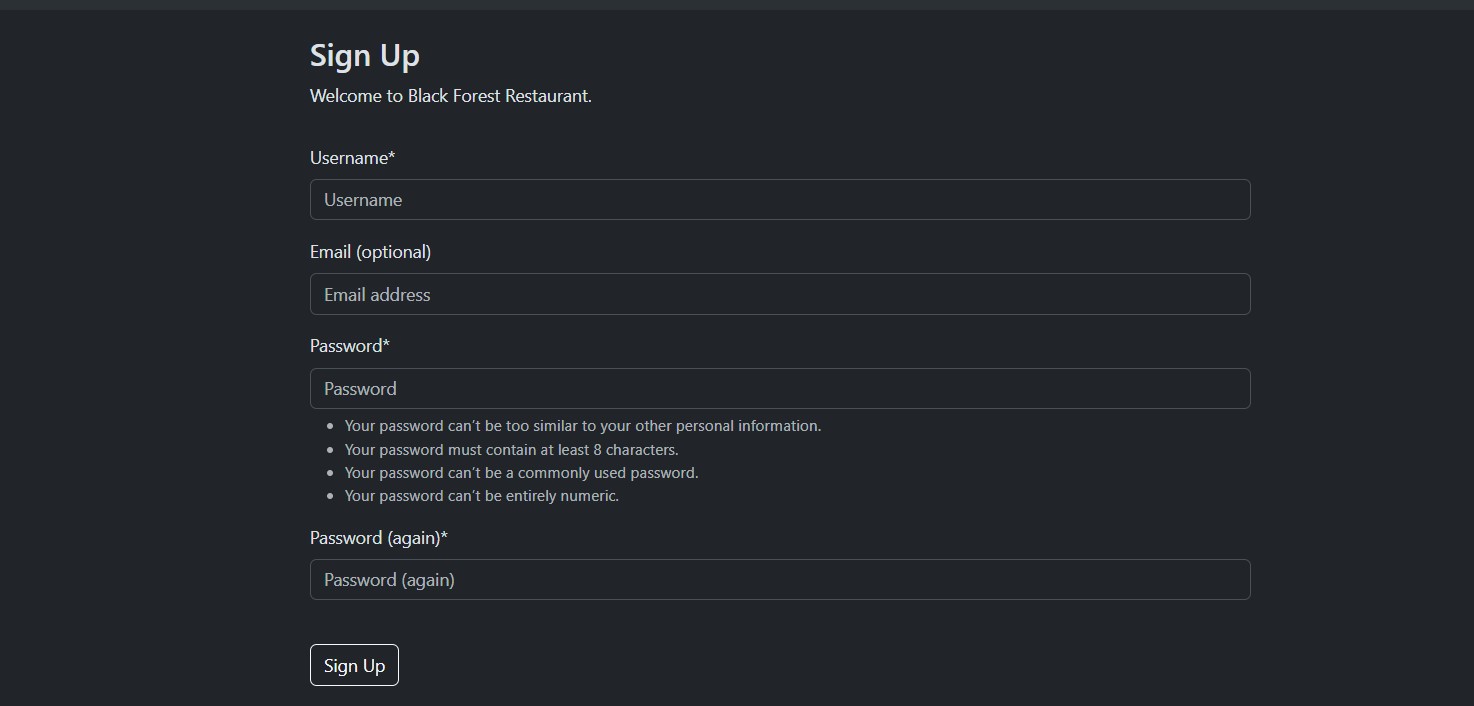 Sign Up
Welcome to Black Forest Restaurant.
Username*
Username
Email (optional)
Email address
Password*
Password
• Your password can’t be too similar to your other personal information.
• Your password must contain at least 8 characters.
• Your password can’t be a commonly used password.
• Your password can’t be entirely numeric.
Password (again)*
Password (again)
Sign Up